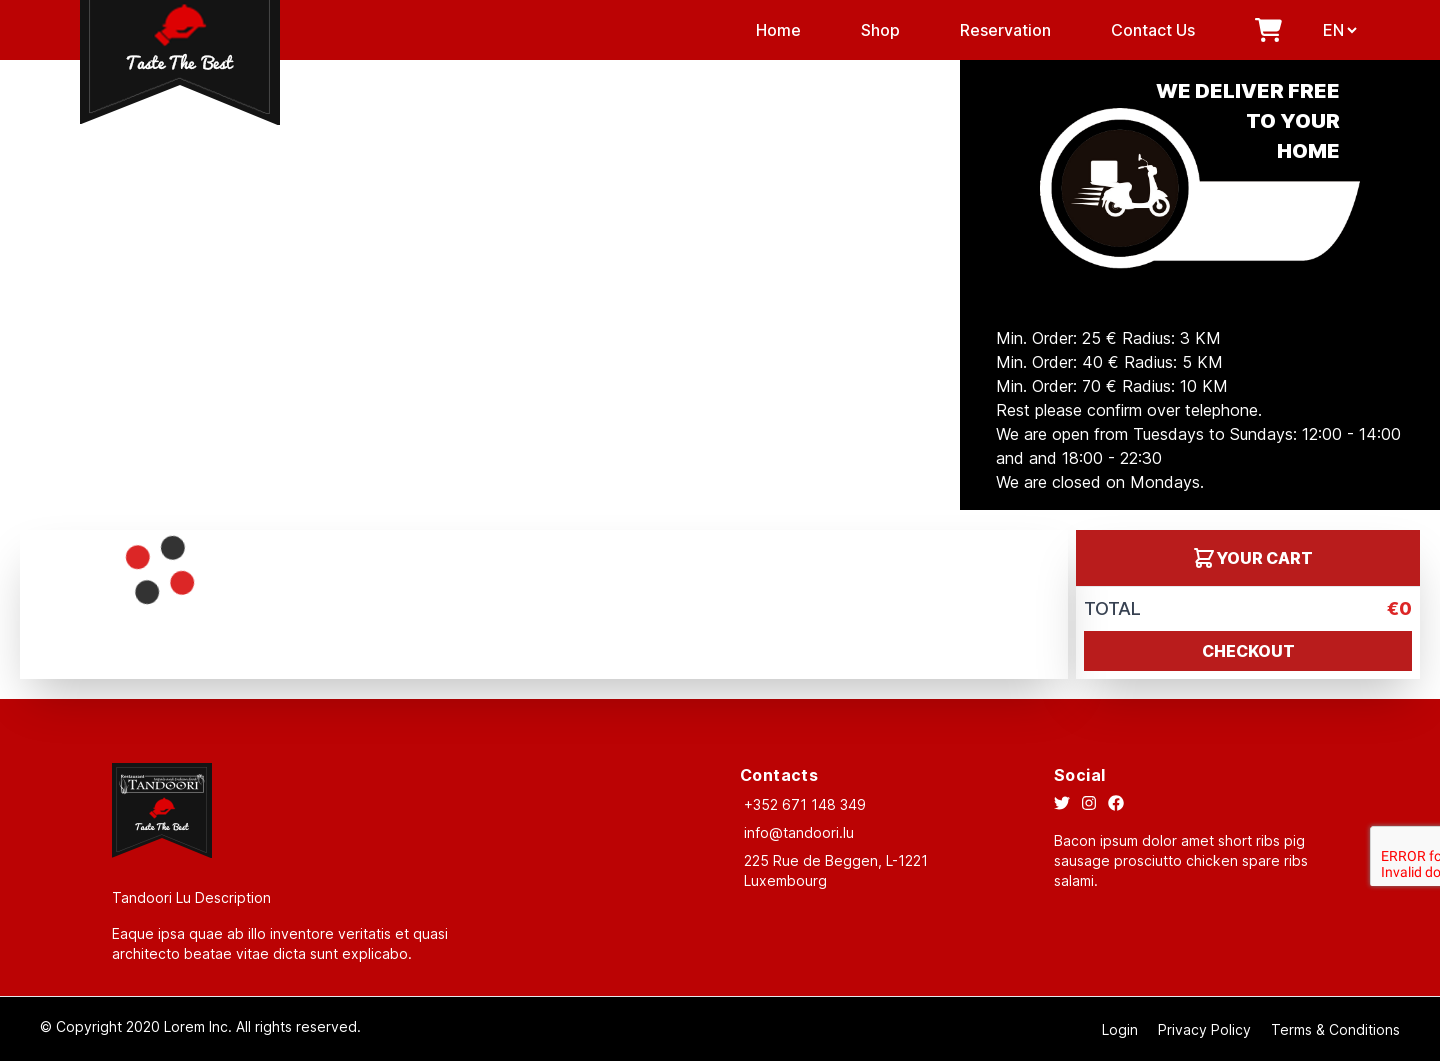 Taste The Best
Home
Shop
Reservation
Contact Us
EN
WE DELIVER FREE
TO YOUR
HOME
Min. Order: 25 € Radius: 3 KM
Min. Order: 40 € Radius: 5 KM
Min. Order: 70 € Radius: 10 KM
Rest please confirm over telephone.
We are open from Tuesdays to Sundays: 12:00 - 14:00
and and 18:00 - 22:30
We are closed on Mondays.
YOUR CART
TOTAL
€0
CHECKOUT
Restaurant
TANDOORI
Taste The Best
Tandoori Lu Description
Eaque ipsa quae ab illo inventore veritatis et quasi
architecto beatae vitae dicta sunt explicabo.
Contacts
+352 671 148 349
info@tandoori.lu
225 Rue de Beggen, L-1221
Luxembourg
Social
Bacon ipsum dolor amet short ribs pig
sausage prosciutto chicken spare ribs
salami.
ERROR fo
Invalid do
© Copyright 2020 Lorem Inc. All rights reserved.
Login
Privacy Policy
Terms & Conditions